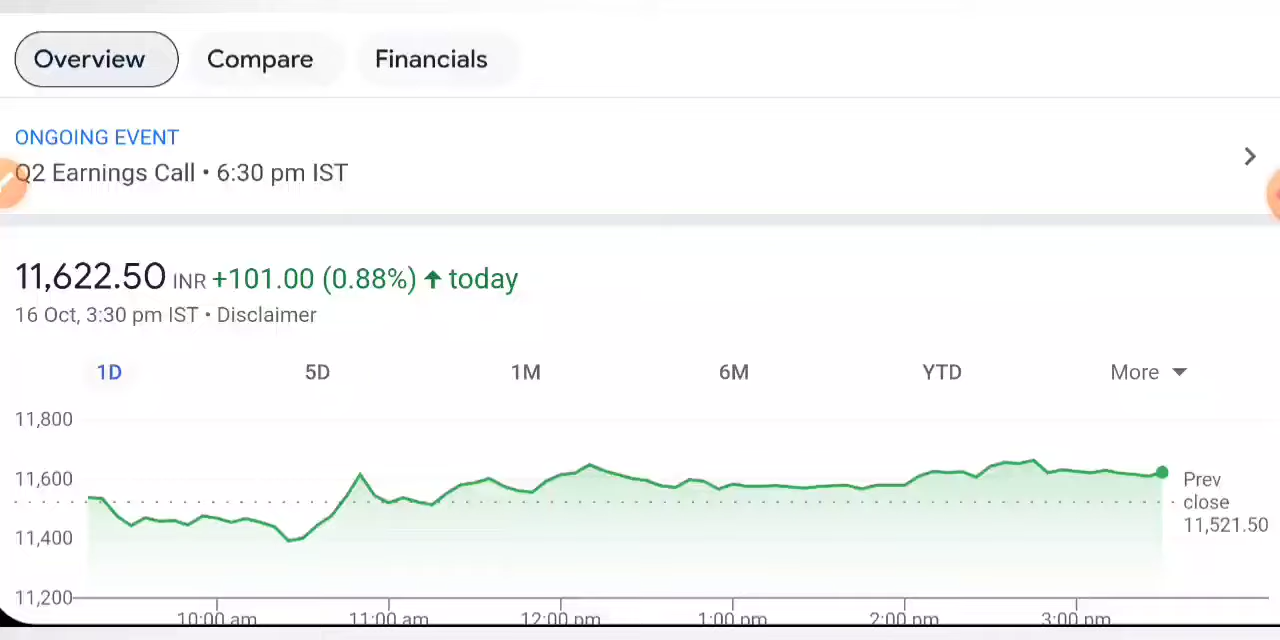 Overview Compare Financials
ONGOING EVENT
Q2 Earnings Call • 6:30 pm IST
11,622.50 INR +101.00 (0.88%) ↑ today
16 Oct, 3:30 pm IST • Disclaimer
1D 5D 1M 6M YTD More
11,800
11,600
11,400
11,200
Prev
close
11,521.50
10:00 am 11:00 am 12:00 pm 1:00 pm 2:00 pm 3:00 pm